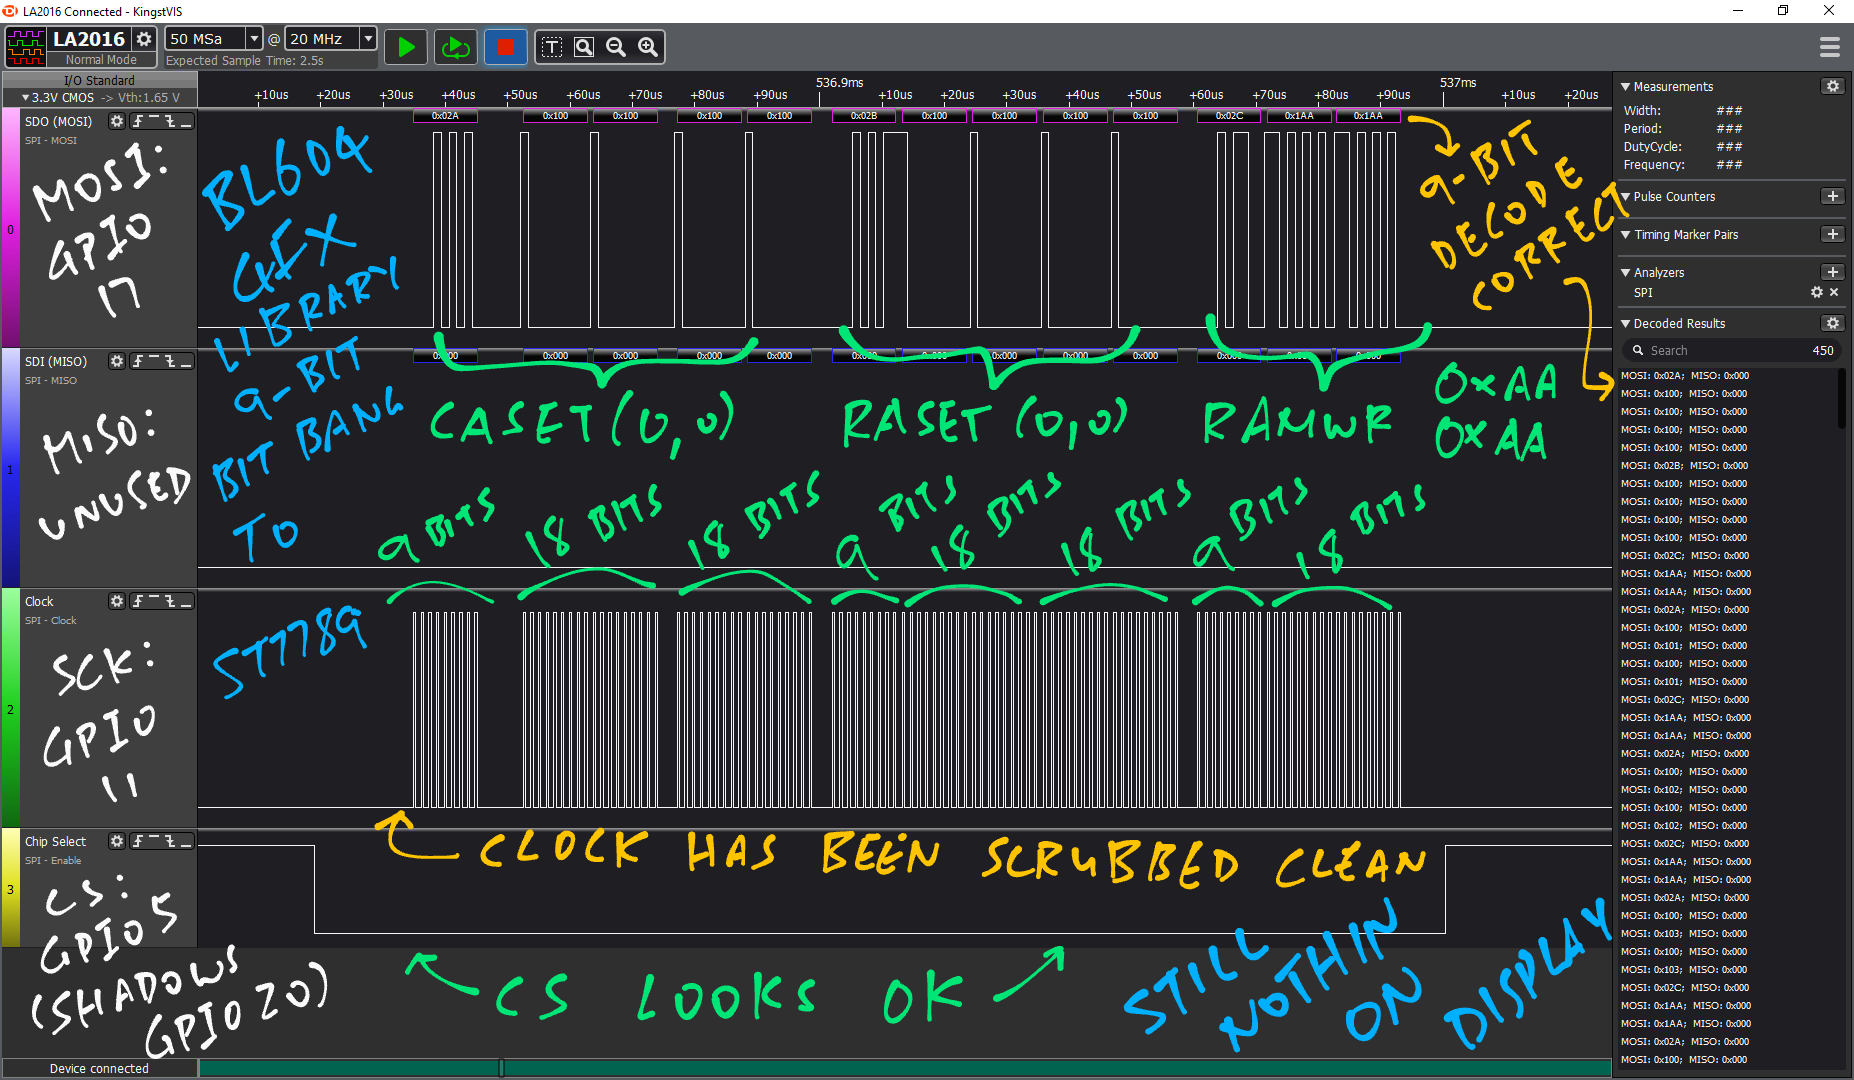 LA2016 Connected - KingstVIS
LA2016
Normal Mode
50 MSa @ 20 MHz
Expected Sample Time: 2.5s
T
I/O Standard
3.3V CMOS -> Vth:1.65 V
536.9ms 537ms
+10us +20us +30us +40us +50us +60us +70us +80us +90us +10us +20us +30us +40us +50us +60us +70us +80us +90us +10us +20us
SDO (MOSI)
SPI - MOSI
0
0x02A 0x100 0x100 0x100 0x100 0x02B 0x100 0x100 0x100 0x100 0x02C 0x1AA 0x1AA
MOSI:
GPIO
17
BL604
GFX
LIBRARY
9-BIT
BIT BANG
TO
ST7789
9-BIT
DECODE
CORRECT
SDI (MISO)
SPI - MISO
1
0x000 0x000 0x000 0x000 0x000 0x000 0x000 0x000 0x000 0x000 0x000 0x000
MISO:
UNUSED
CASET(0,0) RASET (0,0) RAMWR 0xAA
0xAA
9 BITS 18 BITS 18 BITS 9 BITS 18 BITS 18 BITS 9 BITS 18 BITS
Clock
SPI - Clock
2
SCK:
GPIO
11
CLOCK HAS BEEN SCRUBBED CLEAN
Chip Select
SPI - Enable
3
CS:
GPIO 5
(SHADOWS
GPIO 20)
CS LOOKS OK
STILL
NOTHIN
ON
DISPLAY
Device connected
Measurements
Width: ###
Period: ###
DutyCycle: ###
Frequency: ###
Pulse Counters
Timing Marker Pairs
Analyzers
SPI
Decoded Results
Search 450
MOSI: 0x02A; MISO: 0x000
MOSI: 0x100; MISO: 0x000
MOSI: 0x100; MISO: 0x000
MOSI: 0x100; MISO: 0x000
MOSI: 0x100; MISO: 0x000
MOSI: 0x02B; MISO: 0x000
MOSI: 0x100; MISO: 0x000
MOSI: 0x100; MISO: 0x000
MOSI: 0x100; MISO: 0x000
MOSI: 0x100; MISO: 0x000
MOSI: 0x02C; MISO: 0x000
MOSI: 0x1AA; MISO: 0x000
MOSI: 0x1AA; MISO: 0x000
MOSI: 0x02A; MISO: 0x000
MOSI: 0x100; MISO: 0x000
MOSI: 0x101; MISO: 0x000
MOSI: 0x100; MISO: 0x000
MOSI: 0x101; MISO: 0x000
MOSI: 0x02C; MISO: 0x000
MOSI: 0x1AA; MISO: 0x000
MOSI: 0x1AA; MISO: 0x000
MOSI: 0x02A; MISO: 0x000
MOSI: 0x100; MISO: 0x000
MOSI: 0x102; MISO: 0x000
MOSI: 0x100; MISO: 0x000
MOSI: 0x102; MISO: 0x000
MOSI: 0x02C; MISO: 0x000
MOSI: 0x1AA; MISO: 0x000
MOSI: 0x1AA; MISO: 0x000
MOSI: 0x02A; MISO: 0x000
MOSI: 0x100; MISO: 0x000
MOSI: 0x103; MISO: 0x000
MOSI: 0x100; MISO: 0x000
MOSI: 0x103; MISO: 0x000
MOSI: 0x02C; MISO: 0x000
MOSI: 0x1AA; MISO: 0x000
MOSI: 0x1AA; MISO: 0x000
MOSI: 0x02A; MISO: 0x000
MOSI: 0x100; MISO: 0x000